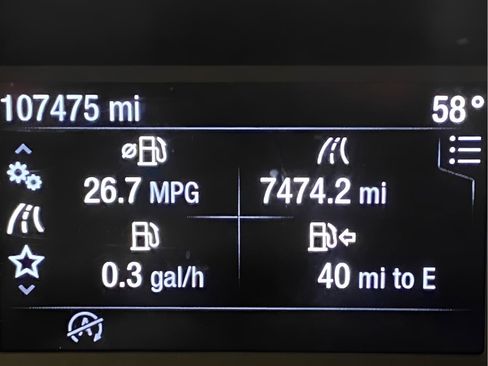 107475 mi 58°
26.7 MPG 7474.2 mi
0.3 gal/h 40 mi to E
A